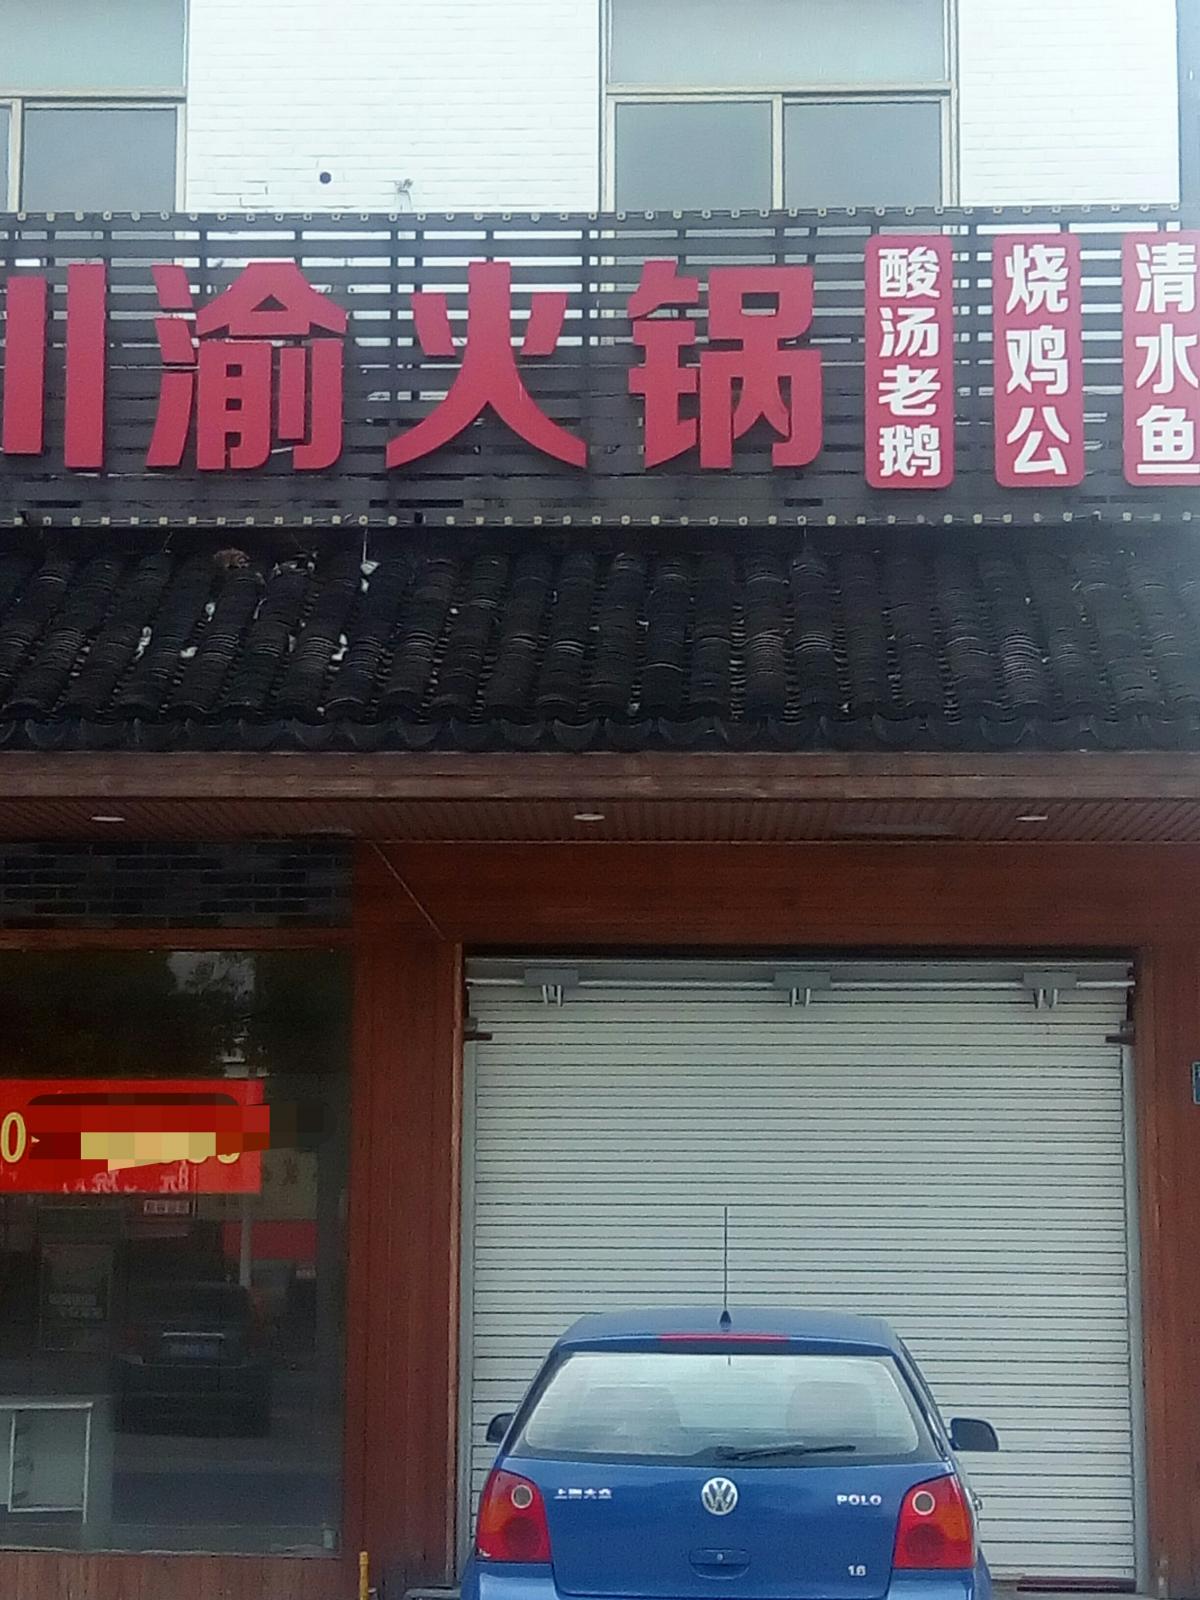 川渝火锅
酸汤老鹅
烧鸡公
清水鱼
上海大众
POLO
1.6